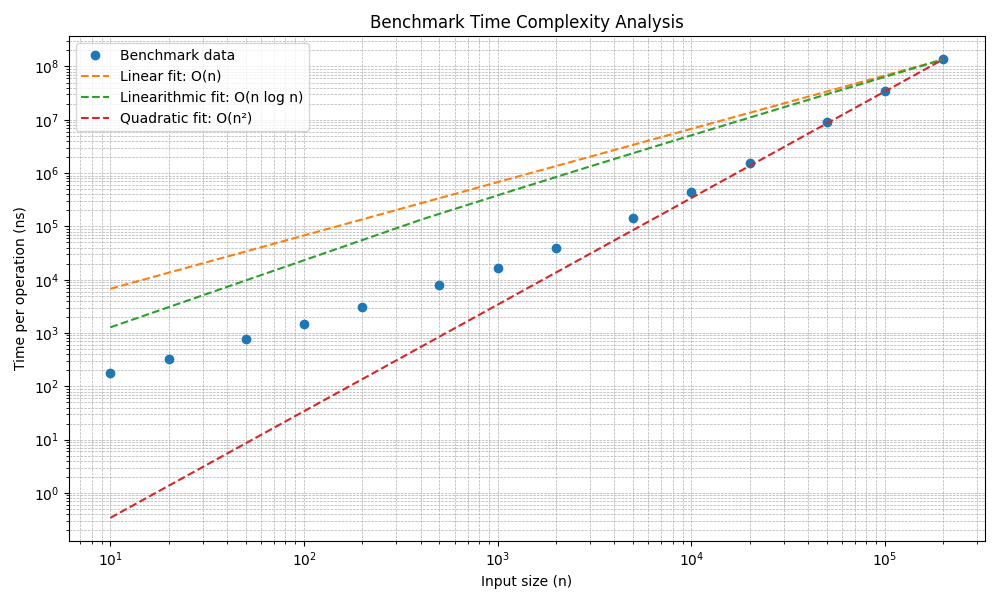 Benchmark Time Complexity Analysis
Benchmark data
Linear fit: O(n)
Linearithmic fit: O(n log n)
Quadratic fit: O(n²)
Time per operation (ns)
10⁸
10⁷
10⁶
10⁵
10⁴
10³
10²
10¹
10⁰
10¹ 10² 10³ 10⁴ 10⁵
Input size (n)